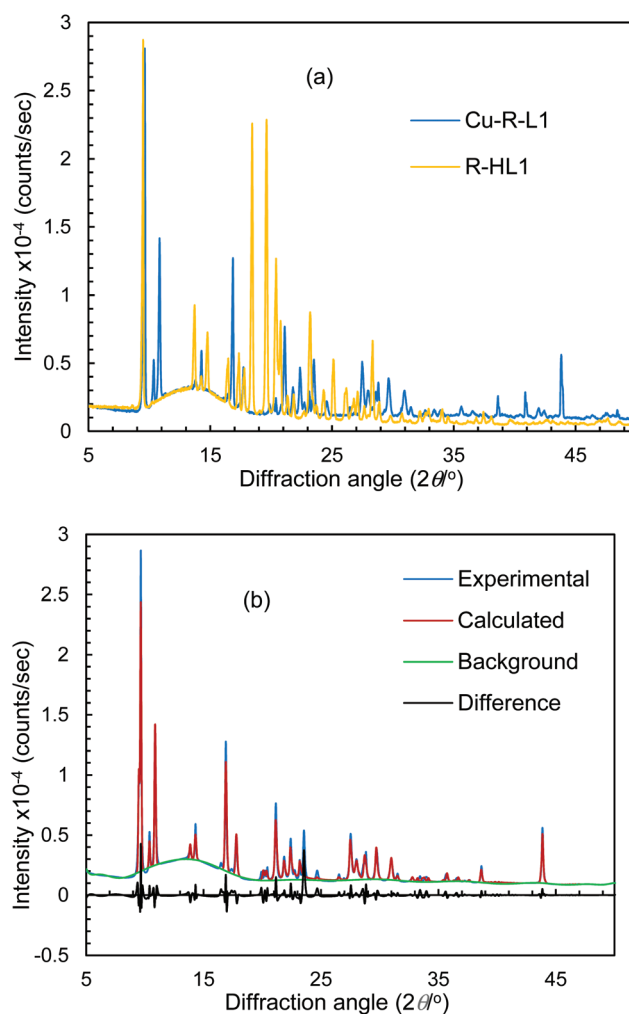 3
(a)
2.5
Cu-R-L1
2
R-HL1
1.5
1
0.5
0
5 15 25 35 45
Intensity x10⁻⁴ (counts/sec)
Diffraction angle (2θ/°)
3
Experimental
2.5
(b)
Calculated
2
Background
Difference
1.5
1
0.5
0
-0.5
5 15 25 35 45
Intensity x10⁻⁴ (counts/sec)
Diffraction angle (2θ/°)